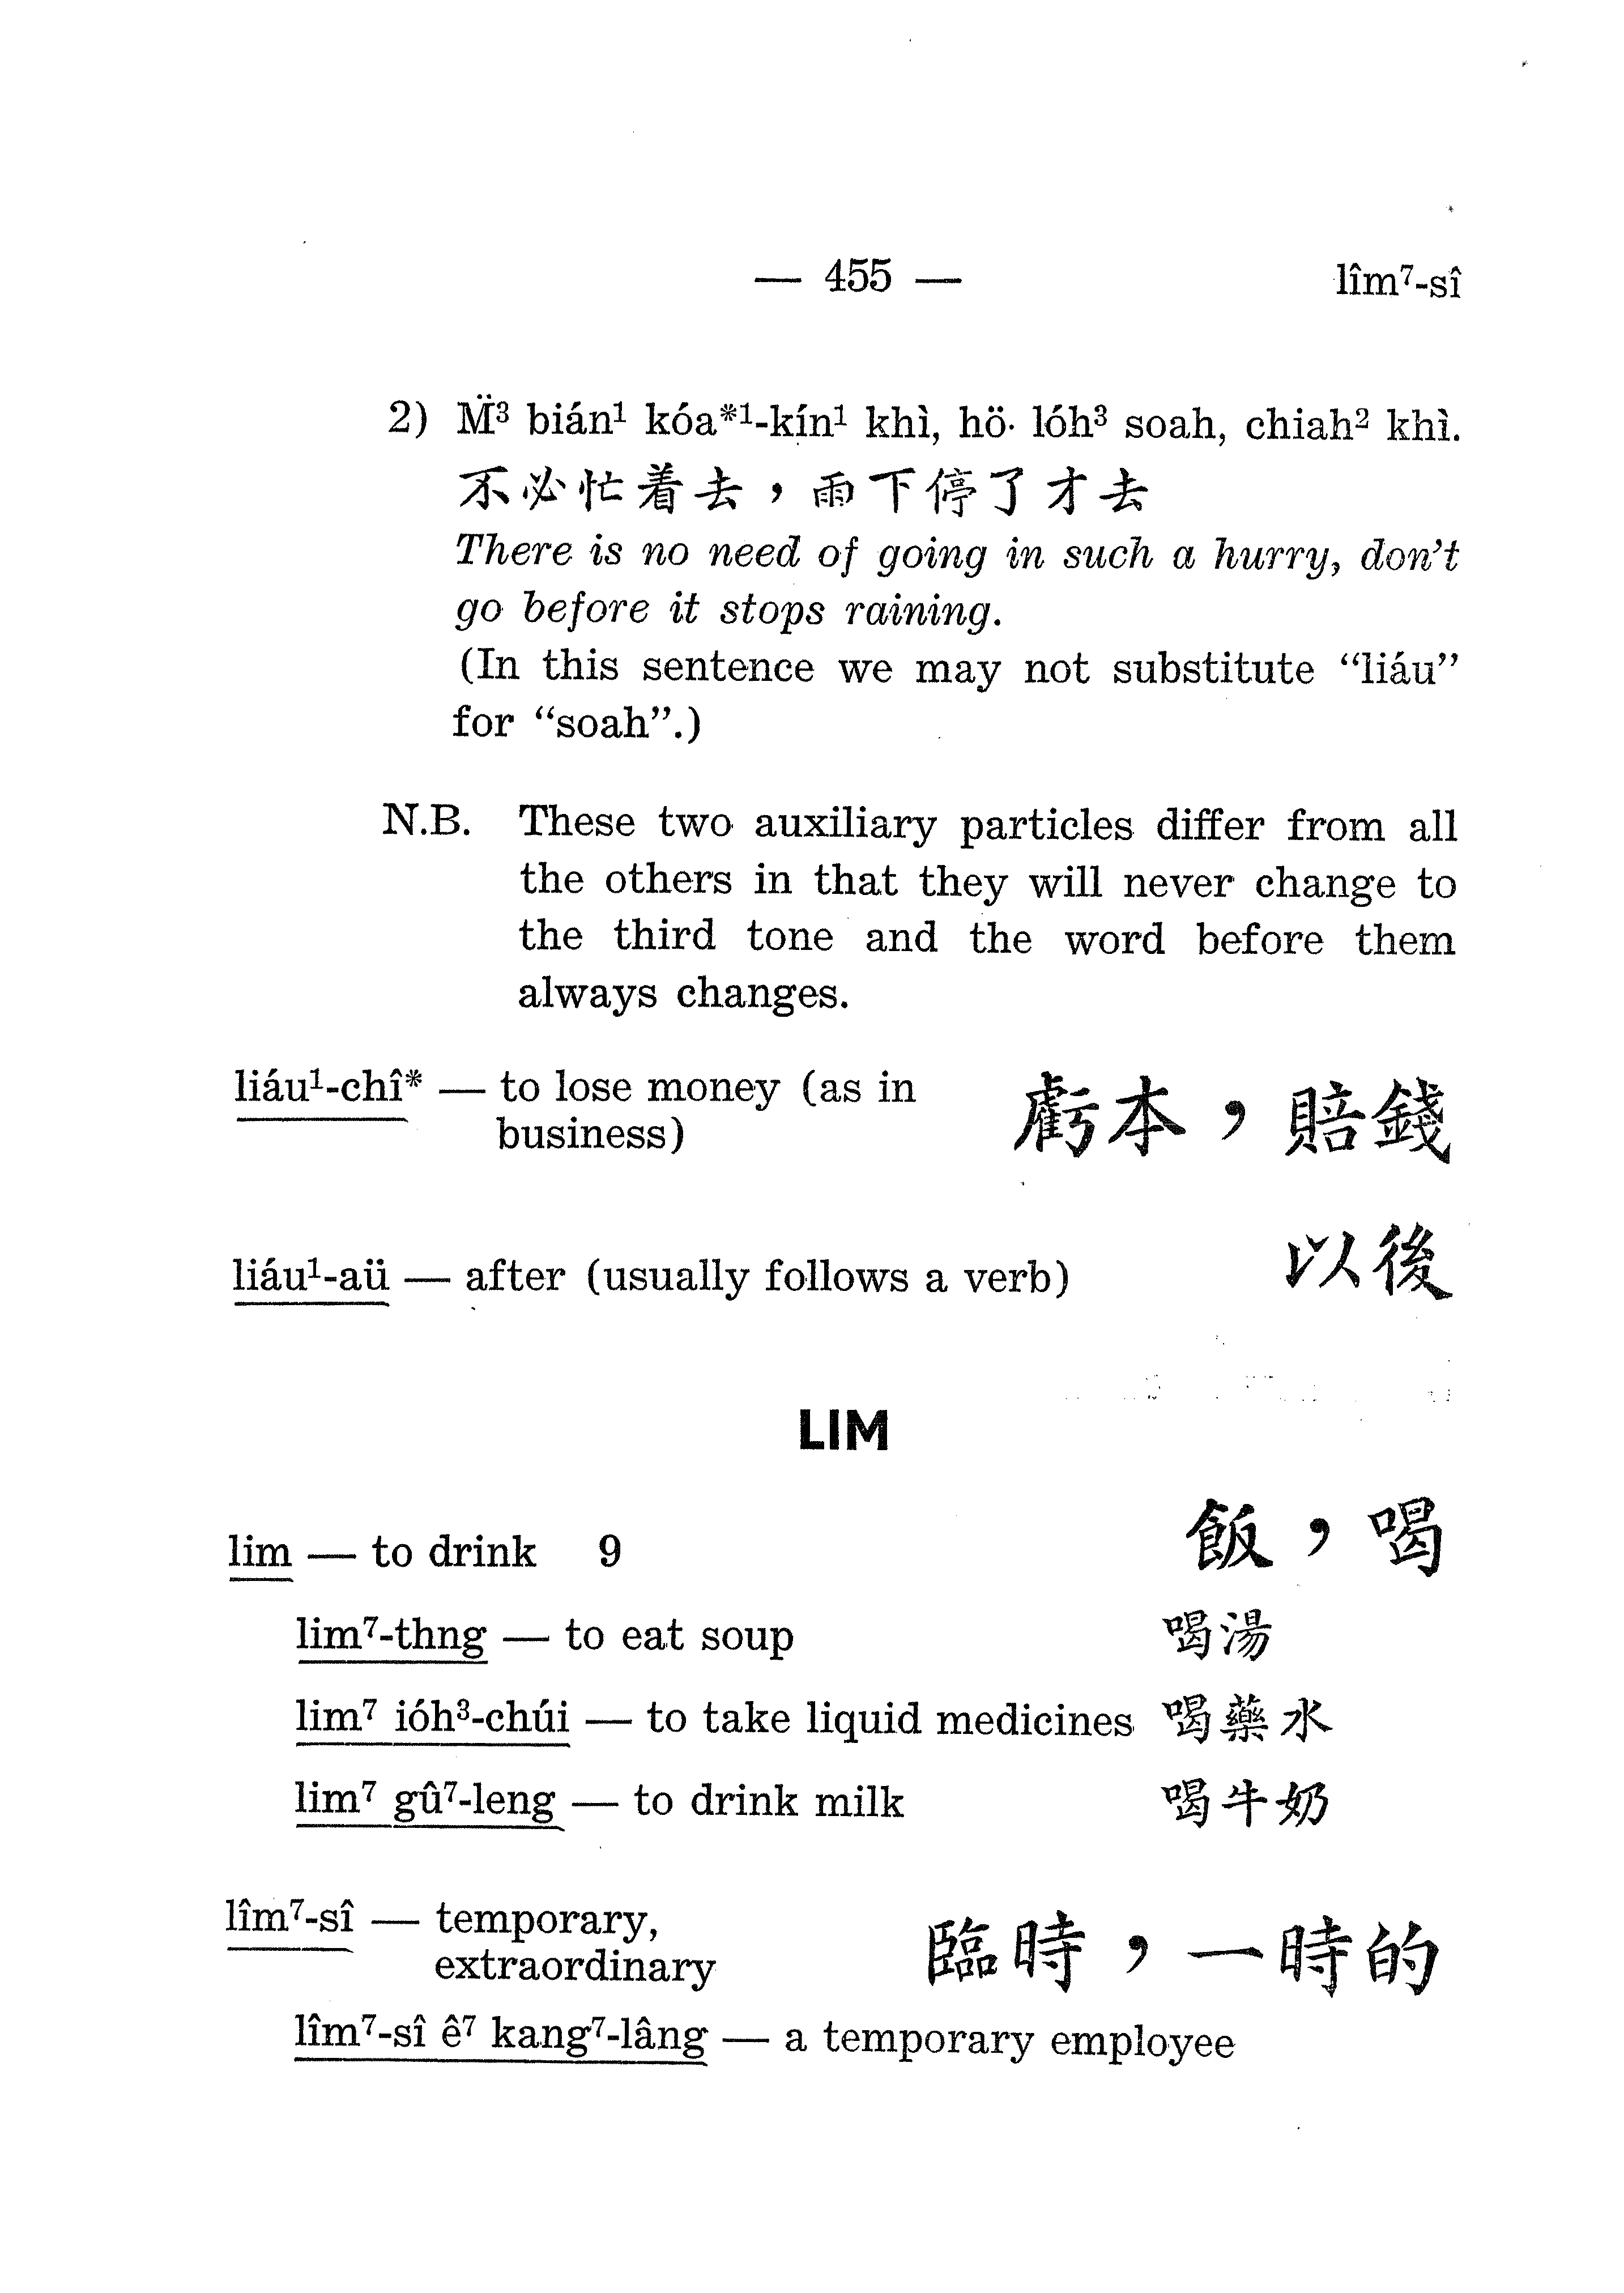 — 455 —
lîm⁷-sî
2) M̈³ bián¹ kóa*¹-kín¹ khì, hö· lóh³ soah, chiah² khì.
不必忙着去，雨下停了才去
There is no need of going in such a hurry, don't
go before it stops raining.
(In this sentence we may not substitute “liáu”
for “soah”.)
N.B. These two auxiliary particles differ from all
the others in that they will never change to
the third tone and the word before them
always changes.
liáu¹-chî* — to lose money (as in
business)
虧本，賠錢
liáu¹-aü — after (usually follows a verb)
以後
LIM
lim — to drink 9
飯，喝
lim⁷-thng — to eat soup 喝湯
lim⁷ ióh³-chúi — to take liquid medicines 喝藥水
lim⁷ gû⁷-leng — to drink milk 喝牛奶
lîm⁷-sî — temporary,
extraordinary
臨時，一時的
lîm⁷-sî ê⁷ kang⁷-lâng — a temporary employee